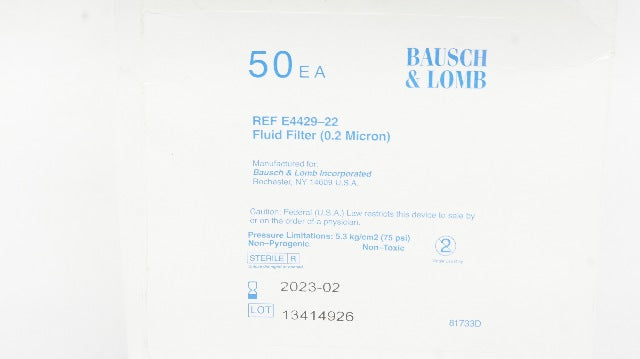 50 EA
BAUSCH
& LOMB
REF E4429-22
Fluid Filter (0.2 Micron)
Manufactured for:
Bausch & Lomb Incorporated
Rochester, NY 14609 U.S.A.
Caution: Federal (U.S.A.) Law restricts this device to sale by
or on the order of a physician.
Pressure Limitations: 5.3 kg/cm2 (75 psi)
Non-Pyrogenic Non-Toxic
2
STERILE R
2023-02
LOT 13414926
81733D